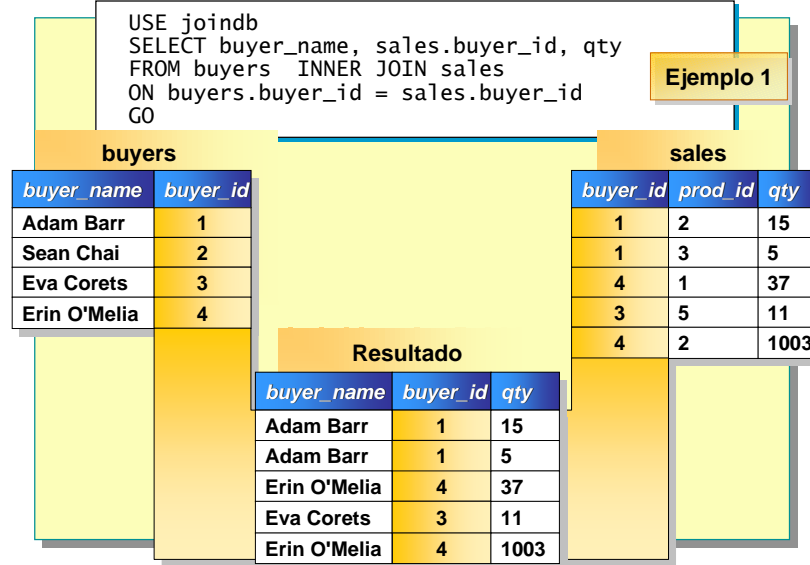 USE joindb
SELECT buyer_name, sales.buyer_id, qty
FROM buyers INNER JOIN sales
ON buyers.buyer_id = sales.buyer_id
GO
Ejemplo 1
buyers
buyer_name buyer_id
Adam Barr 1
Sean Chai 2
Eva Corets 3
Erin O'Melia 4
sales
buyer_id prod_id qty
1 2 15
1 3 5
4 1 37
3 5 11
4 2 1003
Resultado
buyer_name buyer_id qty
Adam Barr 1 15
Adam Barr 1 5
Erin O'Melia 4 37
Eva Corets 3 11
Erin O'Melia 4 1003